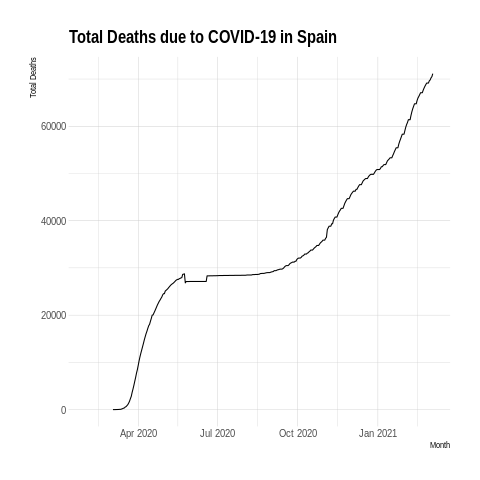 Total Deaths due to COVID-19 in Spain
Total Deaths
60000
40000
20000
0
Apr 2020 Jul 2020 Oct 2020 Jan 2021
Month